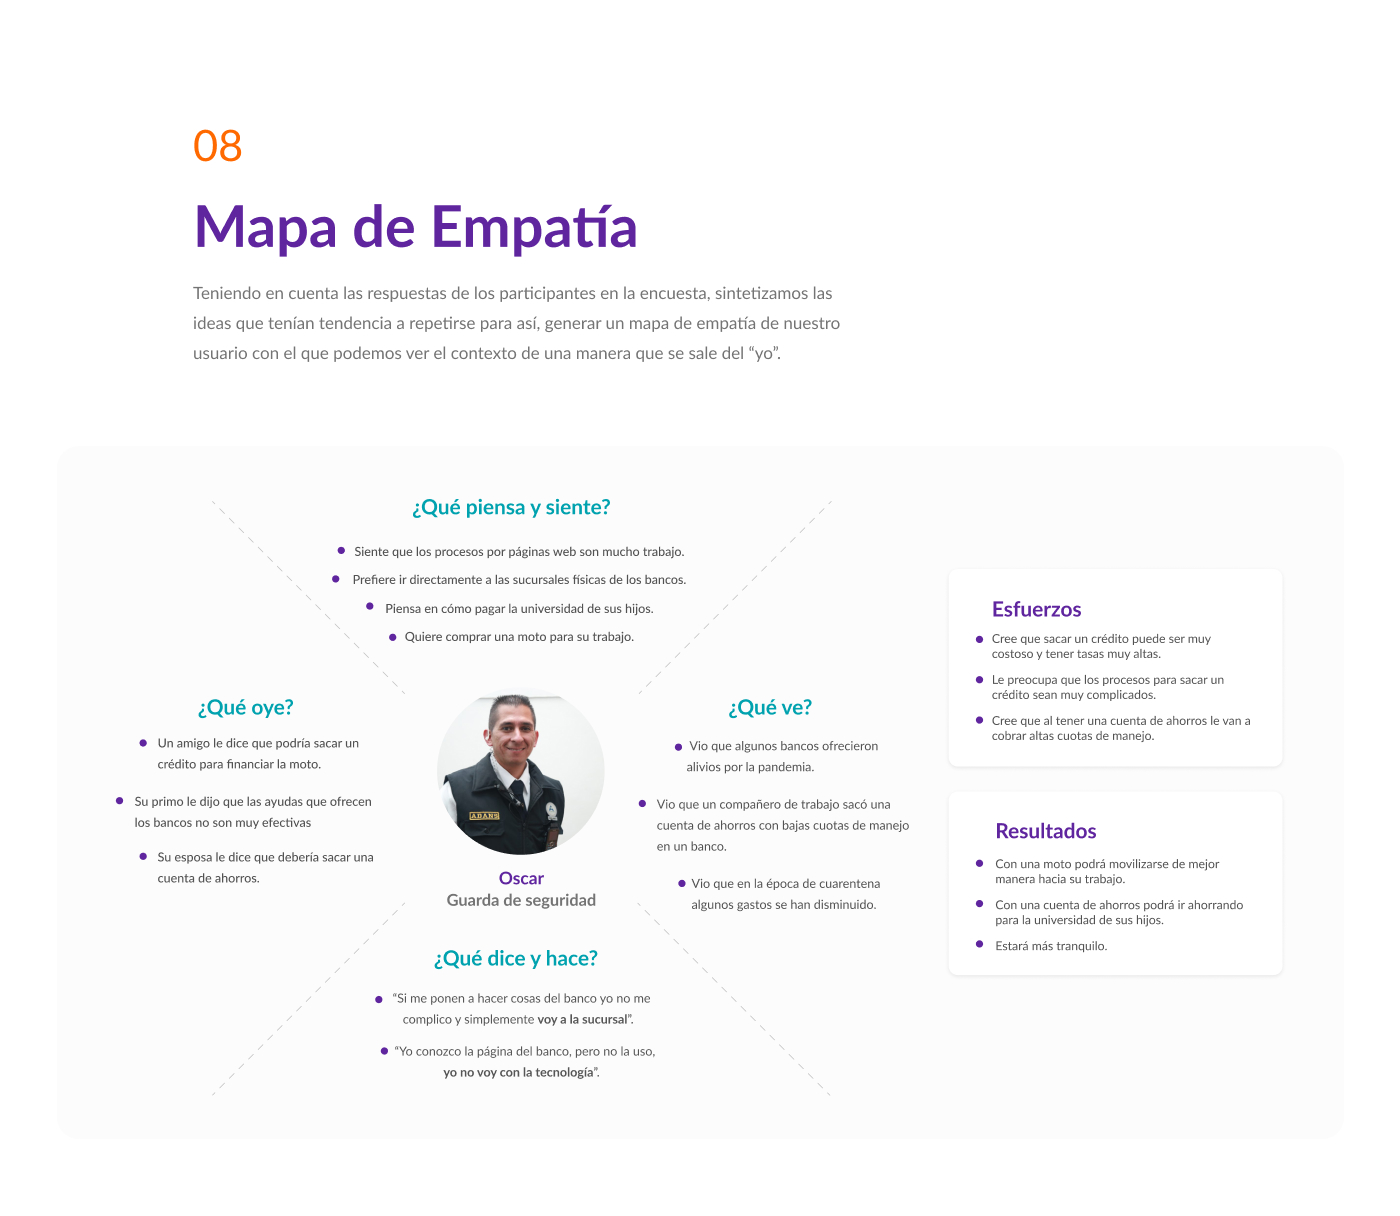 08
Mapa de Empatía
Teniendo en cuenta las respuestas de los participantes en la encuesta, sintetizamos las
ideas que tenían tendencia a repetirse para así, generar un mapa de empatía de nuestro
usuario con el que podemos ver el contexto de una manera que se sale del “yo”.
¿Qué piensa y siente?
Siente que los procesos por páginas web son mucho trabajo.
Prefiere ir directamente a las sucursales físicas de los bancos.
Piensa en cómo pagar la universidad de sus hijos.
Quiere comprar una moto para su trabajo.
¿Qué oye?
Un amigo le dice que podría sacar un
crédito para financiar la moto.
Su primo le dijo que las ayudas que ofrecen
los bancos no son muy efectivas
Su esposa le dice que debería sacar una
cuenta de ahorros.
ADANS
Oscar
Guarda de seguridad
¿Qué ve?
Vio que algunos bancos ofrecieron
alivios por la pandemia.
Vio que un compañero de trabajo sacó una
cuenta de ahorros con bajas cuotas de manejo
en un banco.
Vio que en la época de cuarentena
algunos gastos se han disminuido.
¿Qué dice y hace?
“Si me ponen a hacer cosas del banco yo no me
complico y simplemente voy a la sucursal”.
“Yo conozco la página del banco, pero no la uso,
yo no voy con la tecnología”.
Esfuerzos
Cree que sacar un crédito puede ser muy
costoso y tener tasas muy altas.
Le preocupa que los procesos para sacar un
crédito sean muy complicados.
Cree que al tener una cuenta de ahorros le van a
cobrar altas cuotas de manejo.
Resultados
Con una moto podrá movilizarse de mejor
manera hacia su trabajo.
Con una cuenta de ahorros podrá ir ahorrando
para la universidad de sus hijos.
Estará más tranquilo.